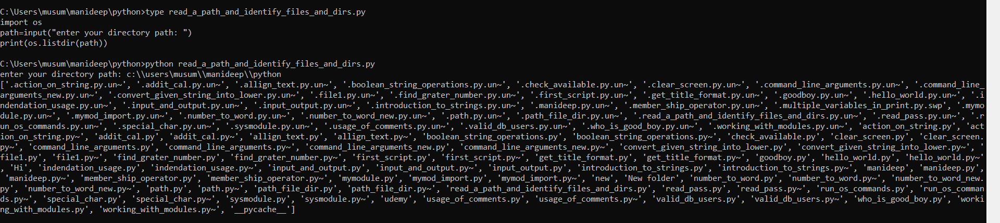 C:\Users\musum\manideep\python>type read_a_path_and_identify_files_and_dirs.py
import os
path=input("enter your directory path: ")
print(os.listdir(path))
C:\Users\musum\manideep\python>python read_a_path_and_identify_files_and_dirs.py
enter your directory path: c:\\users\musum\\manideep\\python
['.action_on_string.py.un~', '.addit_cal.py.un~', '.allign_text.py.un~', '.boolean_string_operations.py.un~', '.check_available.py.un~', '.clear_screen.py.un~', '.command_line_arguments.py.un~', '.command_line_
arguments_new.py.un~', '.convert_given_string_into_lower.py.un~', '.file1.py.un~', '.find_grater_number.py.un~', '.first_script.py.un~', '.get_title_format.py.un~', '.goodboy.py.un~', '.hello_world.py.un~', '.i
ndendation_usage.py.un~', '.input_and_output.py.un~', '.input_output.py.un~', '.introduction_to_strings.py.un~', '.manideep.py.un~', '.member_ship_operator.py.un~', '.multiple_variables_in_print.py.swp', '.mymo
dule.py.un~', '.mymod_import.py.un~', '.number_to_word.py.un~', '.number_to_word_new.py.un~', '.path.py.un~', '.path_file_dir.py.un~', '.read_a_path_and_identify_files_and_dirs.py.un~', '.read_pass.py.un~', '.r
un_os_commands.py.un~', '.special_char.py.un~', '.sysmodule.py.un~', '.usage_of_comments.py.un~', '.valid_db_users.py.un~', '.who_is_good_boy.py.un~', '.working_with_modules.py.un~', 'action_on_string.py', 'act
ion_on_string.py~', 'addit_cal.py', 'addit_cal.py~', 'allign_text.py', 'allign_text.py~', 'boolean_string_operations.py', 'boolean_string_operations.py~', 'check_available.py', 'clear_screen.py', 'clear_screen.
py~', 'command_line_arguments.py', 'command_line_arguments.py~', 'command_line_arguments_new.py', 'command_line_arguments_new.py~', 'convert_given_string_into_lower.py', 'convert_given_string_into_lower.py~', '
file1.py', 'file1.py~', 'find_grater_number.py', 'find_grater_number.py~', 'first_script.py', 'first_script.py~', 'get_title_format.py', 'get_title_format.py~', 'goodboy.py', 'hello_world.py', 'hello_world.py~'
, 'Hi', 'indendation_usage.py', 'indendation_usage.py~', 'input_and_output.py', 'input_and_output.py~', 'input_output.py', 'introduction_to_strings.py', 'introduction_to_strings.py~', 'manideep', 'manideep.py',
 'manideep.py~', 'member_ship_operator.py', 'member_ship_operator.py~', 'mymodule.py', 'mymod_import.py', 'mymod_import.py~', 'new', 'New folder', 'number_to_word.py', 'number_to_word.py~', 'number_to_word_new.
py', 'number_to_word_new.py~', 'path.py', 'path.py~', 'path_file_dir.py', 'path_file_dir.py~', 'read_a_path_and_identify_files_and_dirs.py', 'read_pass.py', 'read_pass.py~', 'run_os_commands.py', 'run_os_comman
ds.py~', 'special_char.py', 'special_char.py~', 'sysmodule.py', 'sysmodule.py~', 'udemy', 'usage_of_comments.py', 'usage_of_comments.py~', 'valid_db_users.py', 'valid_db_users.py~', 'who_is_good_boy.py', 'worki
ng_with_modules.py', 'working_with_modules.py~', '__pycache__']